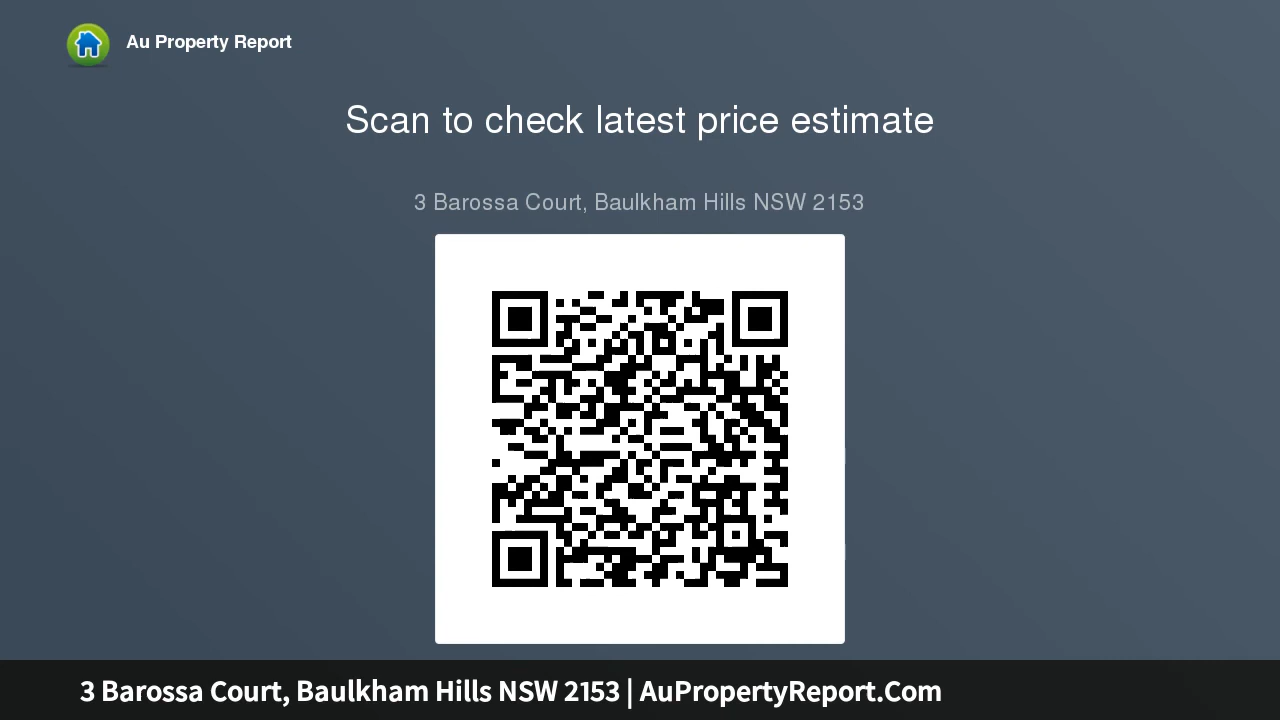 Au Property Report
Scan to check latest price estimate
3 Barossa Court, Baulkham Hills NSW 2153
3 Barossa Court, Baulkham Hills NSW 2153 | AuPropertyReport.Com